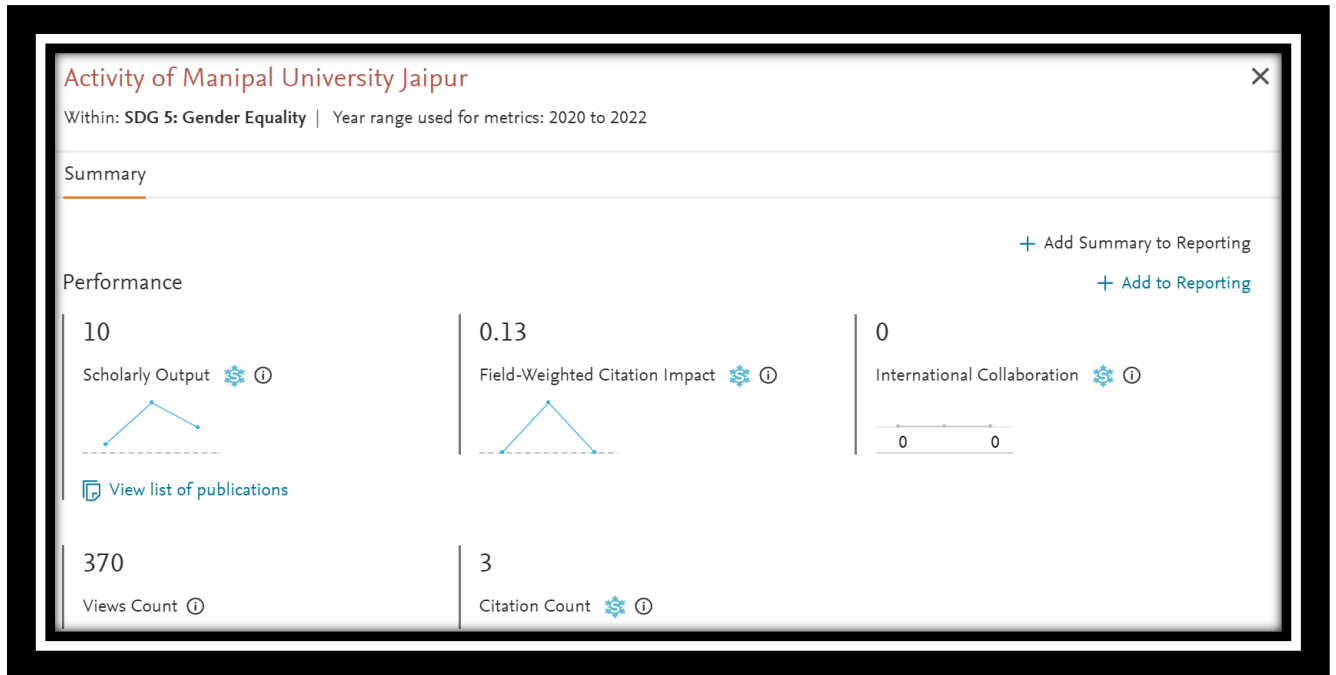 Activity of Manipal University Jaipur
Within: SDG 5: Gender Equality | Year range used for metrics: 2020 to 2022
Summary
+ Add Summary to Reporting
Performance
+ Add to Reporting
10
Scholarly Output
0.13
Field-Weighted Citation Impact
0
International Collaboration
0 0
View list of publications
370
Views Count
3
Citation Count